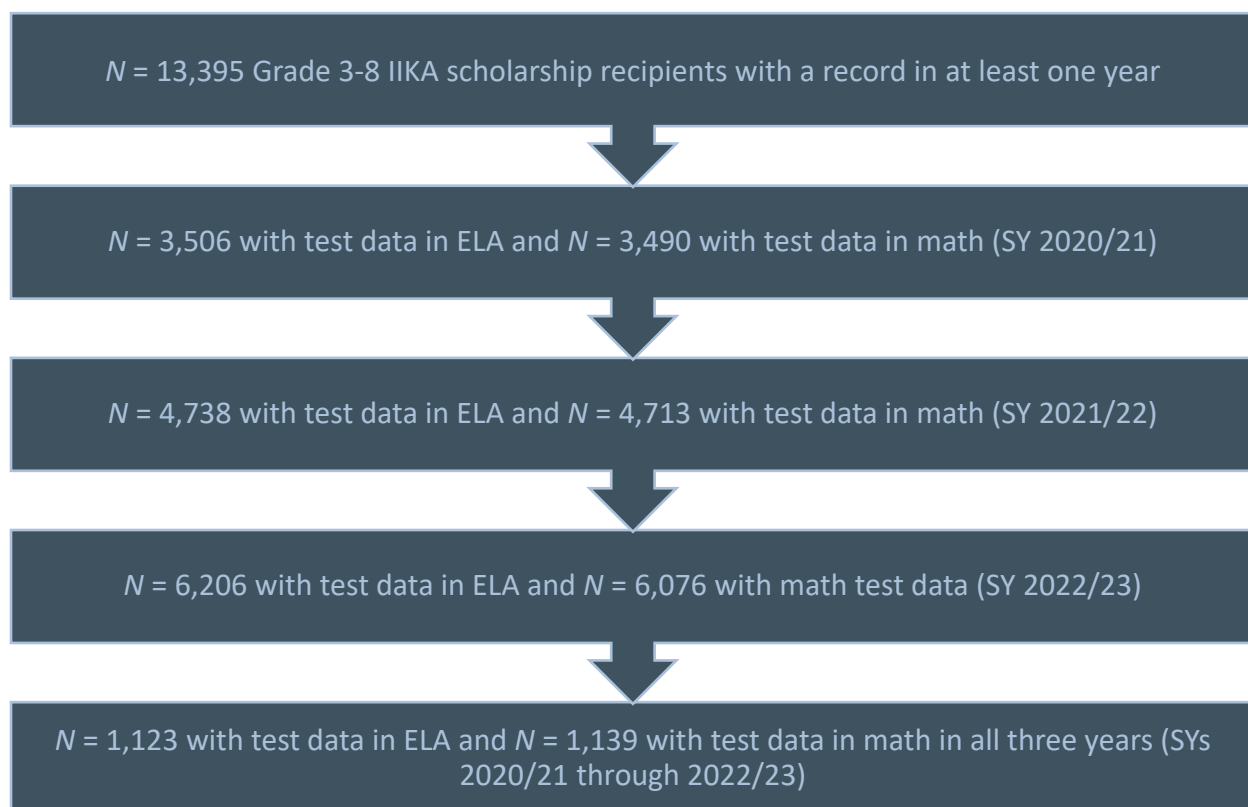 N = 13,395 Grade 3-8 IIKA scholarship recipients with a record in at least one year
N = 3,506 with test data in ELA and N = 3,490 with test data in math (SY 2020/21)
N = 4,738 with test data in ELA and N = 4,713 with test data in math (SY 2021/22)
N = 6,206 with test data in ELA and N = 6,076 with math test data (SY 2022/23)
N = 1,123 with test data in ELA and N = 1,139 with test data in math in all three years (SYs
2020/21 through 2022/23)